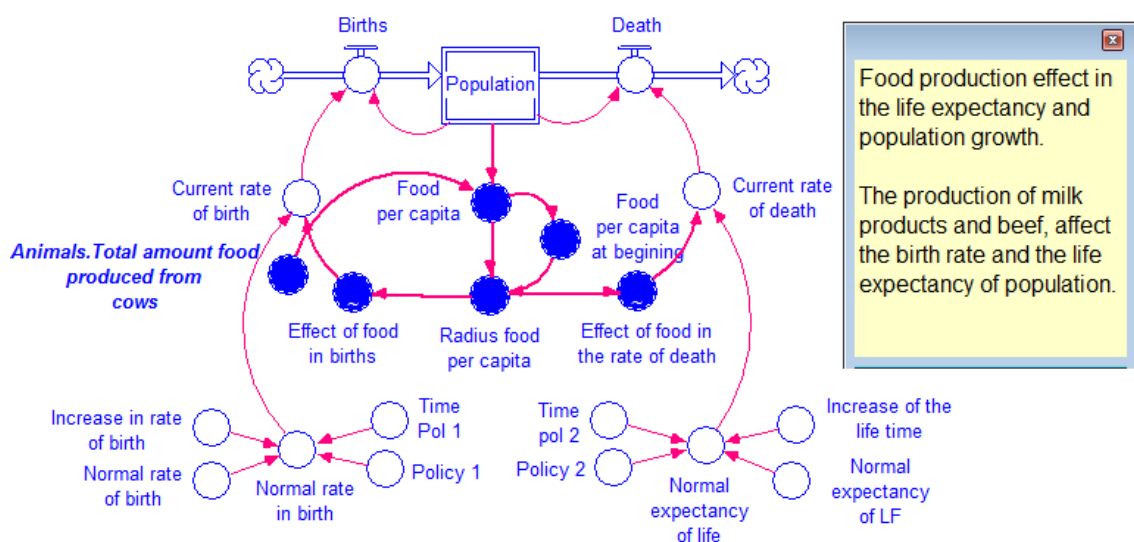 Births
Death
Population
Current rate
of birth
Food
per capita
Food
per capita
at begining
Current rate
of death
Animals.Total amount food
produced from
cows
Effect of food
in births
Radius food
per capita
Effect of food in
the rate of death
Increase in rate
of birth
Time
Pol 1
Normal rate
of birth
Policy 1
Normal rate
in birth
Time
pol 2
Policy 2
Increase of the
life time
Normal
expectancy
of life
Normal
expectancy
of LF
Food production effect in
the life expectancy and
population growth.
The production of milk
products and beef, affect
the birth rate and the life
expectancy of population.